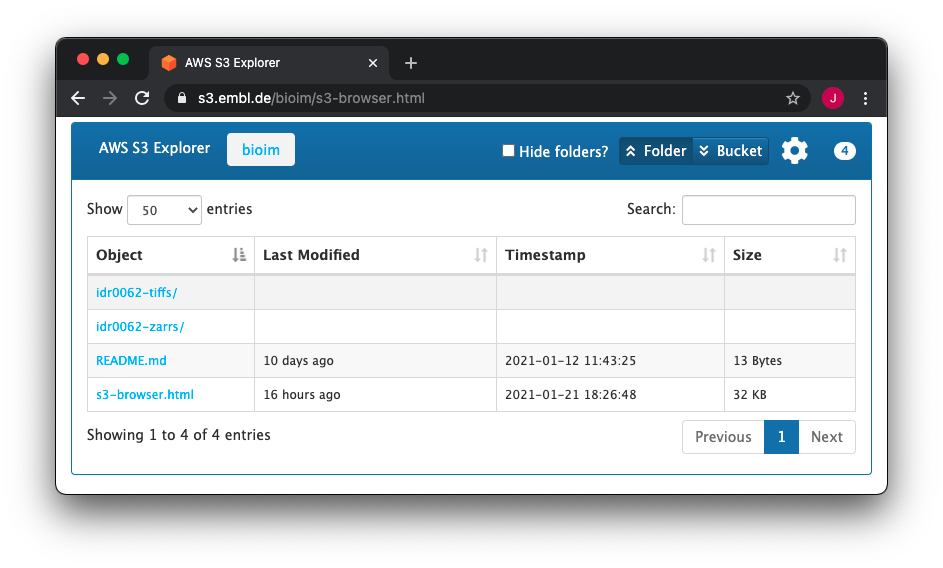 AWS S3 Explorer
s3.embl.de/bioim/s3-browser.html
J
AWS S3 Explorer bioim Hide folders? Folder Bucket 4
Show 50 entries Search:
Object Last Modified Timestamp Size
idr0062-tiffs/
idr0062-zarrs/
README.md 10 days ago 2021-01-12 11:43:25 13 Bytes
s3-browser.html 16 hours ago 2021-01-21 18:26:48 32 KB
Showing 1 to 4 of 4 entries Previous 1 Next